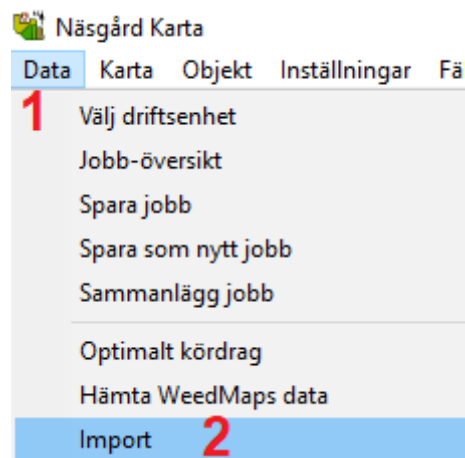 Näsgård Karta
Data Karta Objekt Inställningar Fä
1 Välj driftsenhet
Jobb-översikt
Spara jobb
Spara som nytt jobb
Sammanlägg jobb
Optimalt kördrag
Hämta WeedMaps data
Import 2